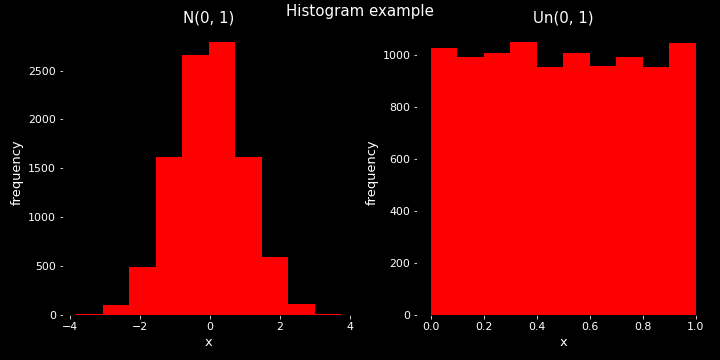 Histogram example
N(0, 1)
frequency
2500
2000
1500
1000
500
0
−4 −2 0 2 4
x
Un(0, 1)
frequency
1000
800
600
400
200
0
0.0 0.2 0.4 0.6 0.8 1.0
x